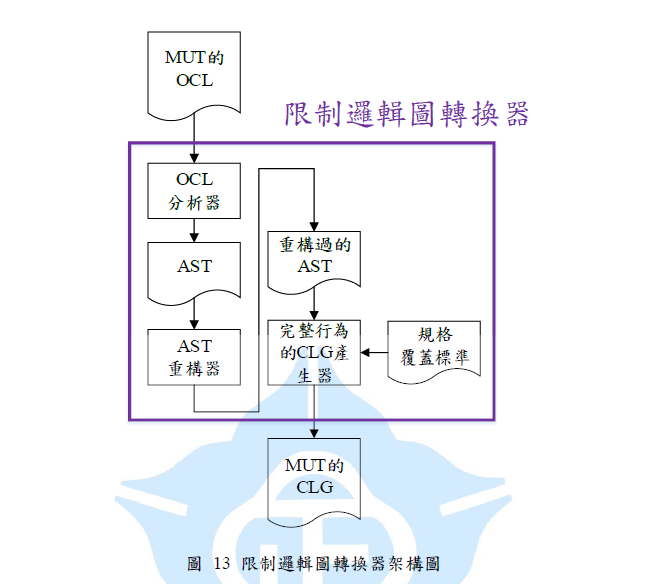 MUT的
OCL
限制邏輯圖轉換器
OCL
分析器
AST
AST
重構器
重構過的
AST
完整行為
的CLG產
生器
規格
覆蓋標準
MUT的
CLG
圖 13 限制邏輯圖轉換器架構圖